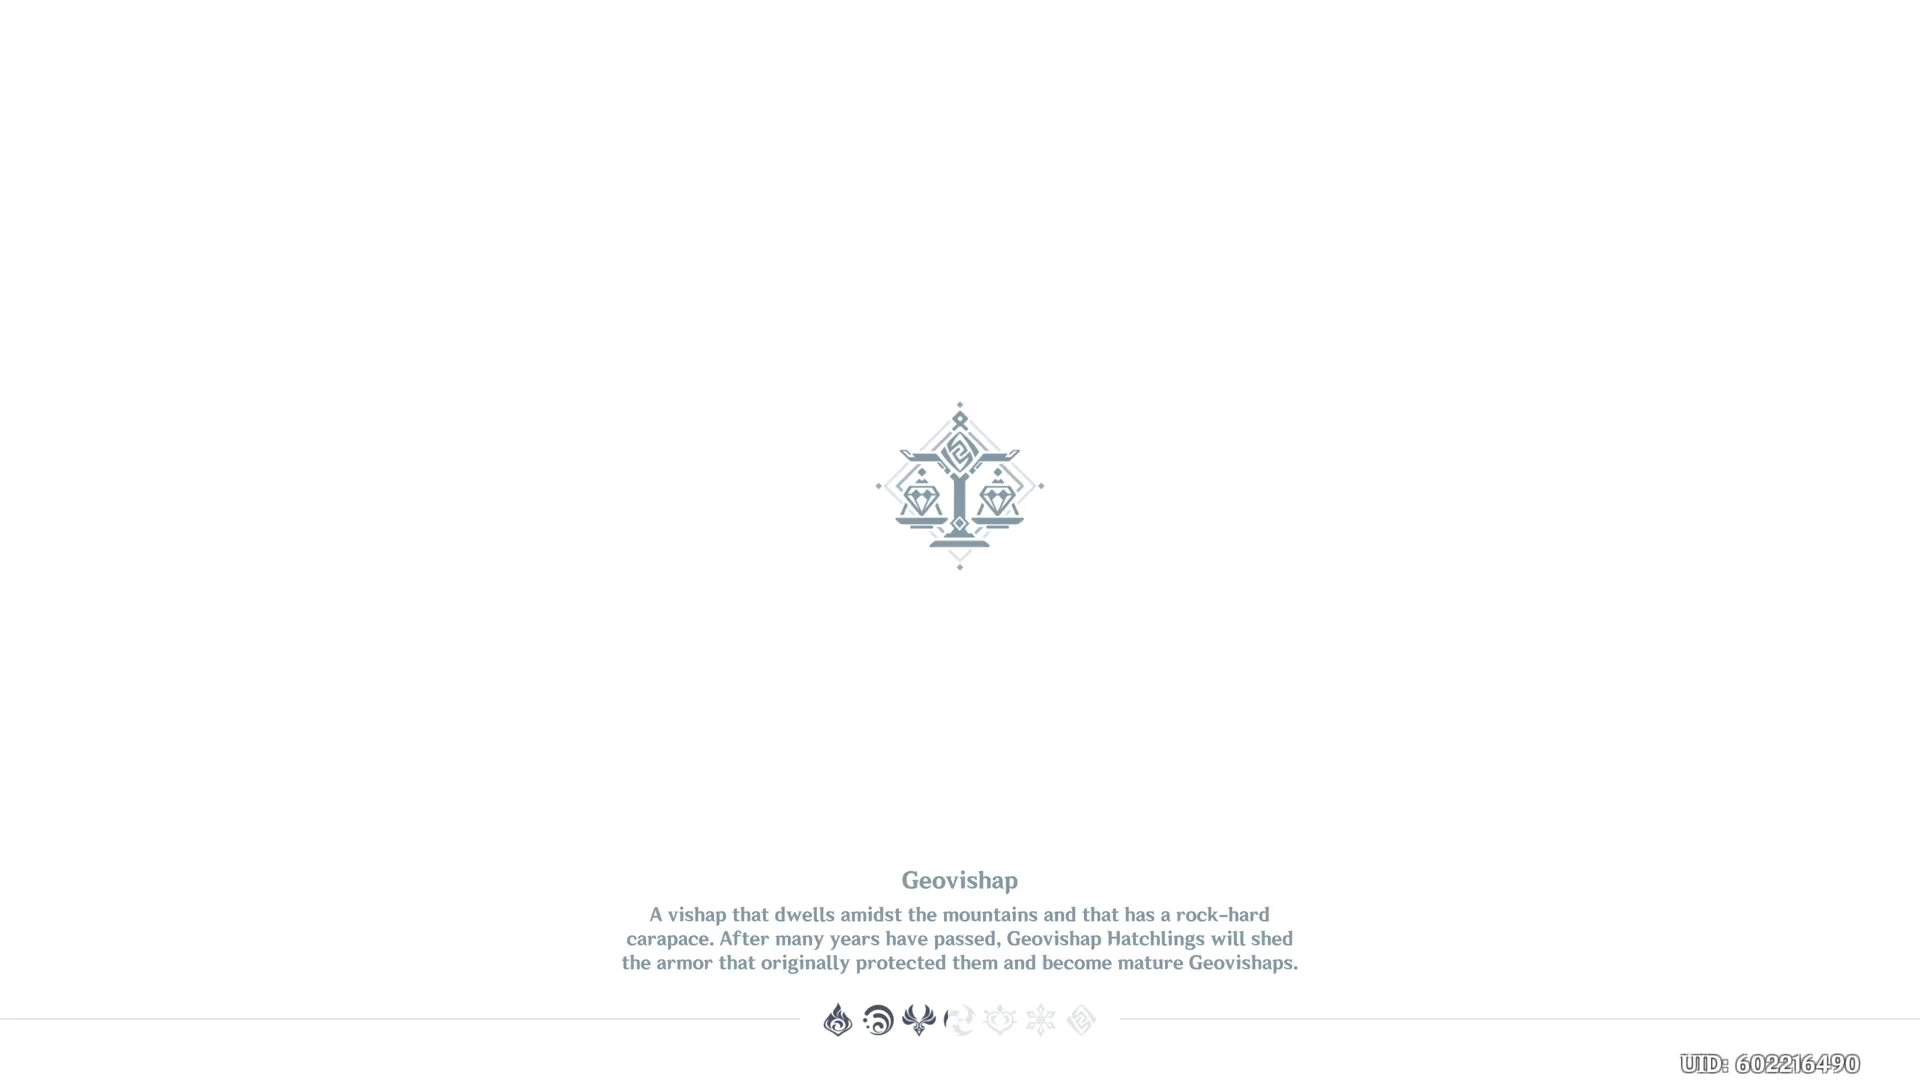 Geovishap
A vishap that dwells amidst the mountains and that has a rock-hard
carapace. After many years have passed, Geovishap Hatchlings will shed
the armor that originally protected them and become mature Geovishaps.
UID: 602216490